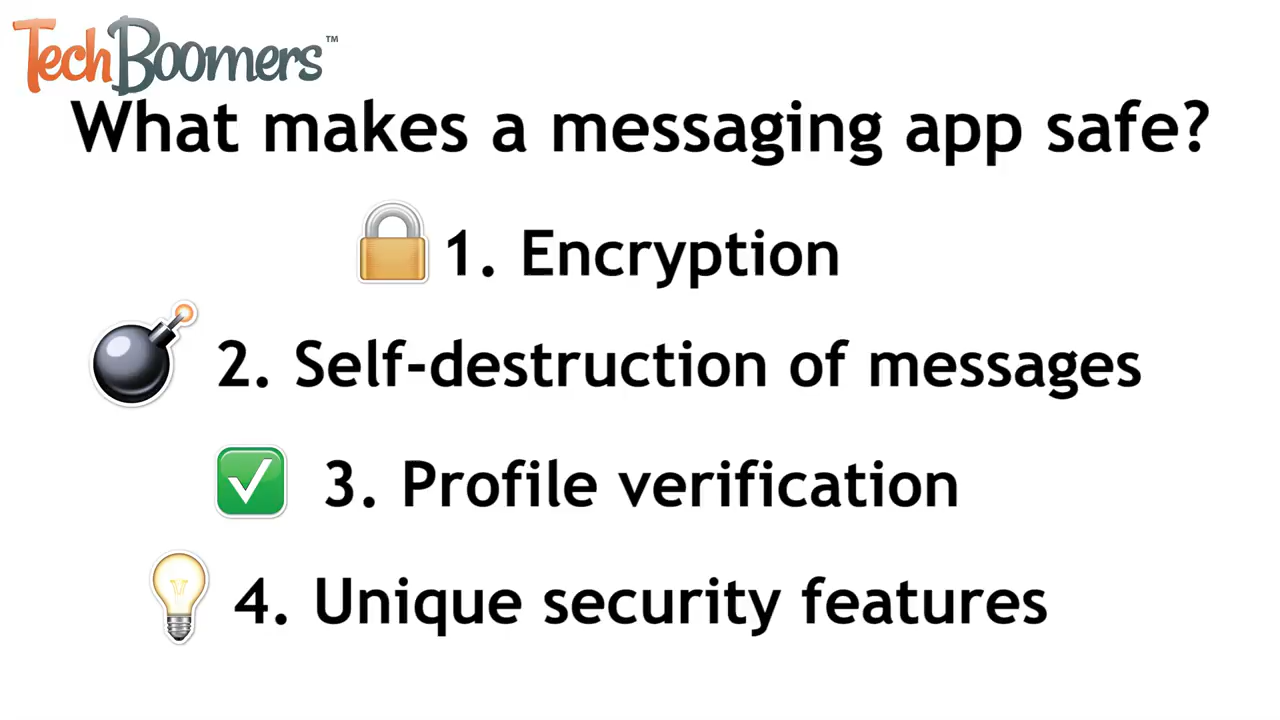 TechBoomers™
What makes a messaging app safe?
1. Encryption
2. Self-destruction of messages
3. Profile verification
4. Unique security features